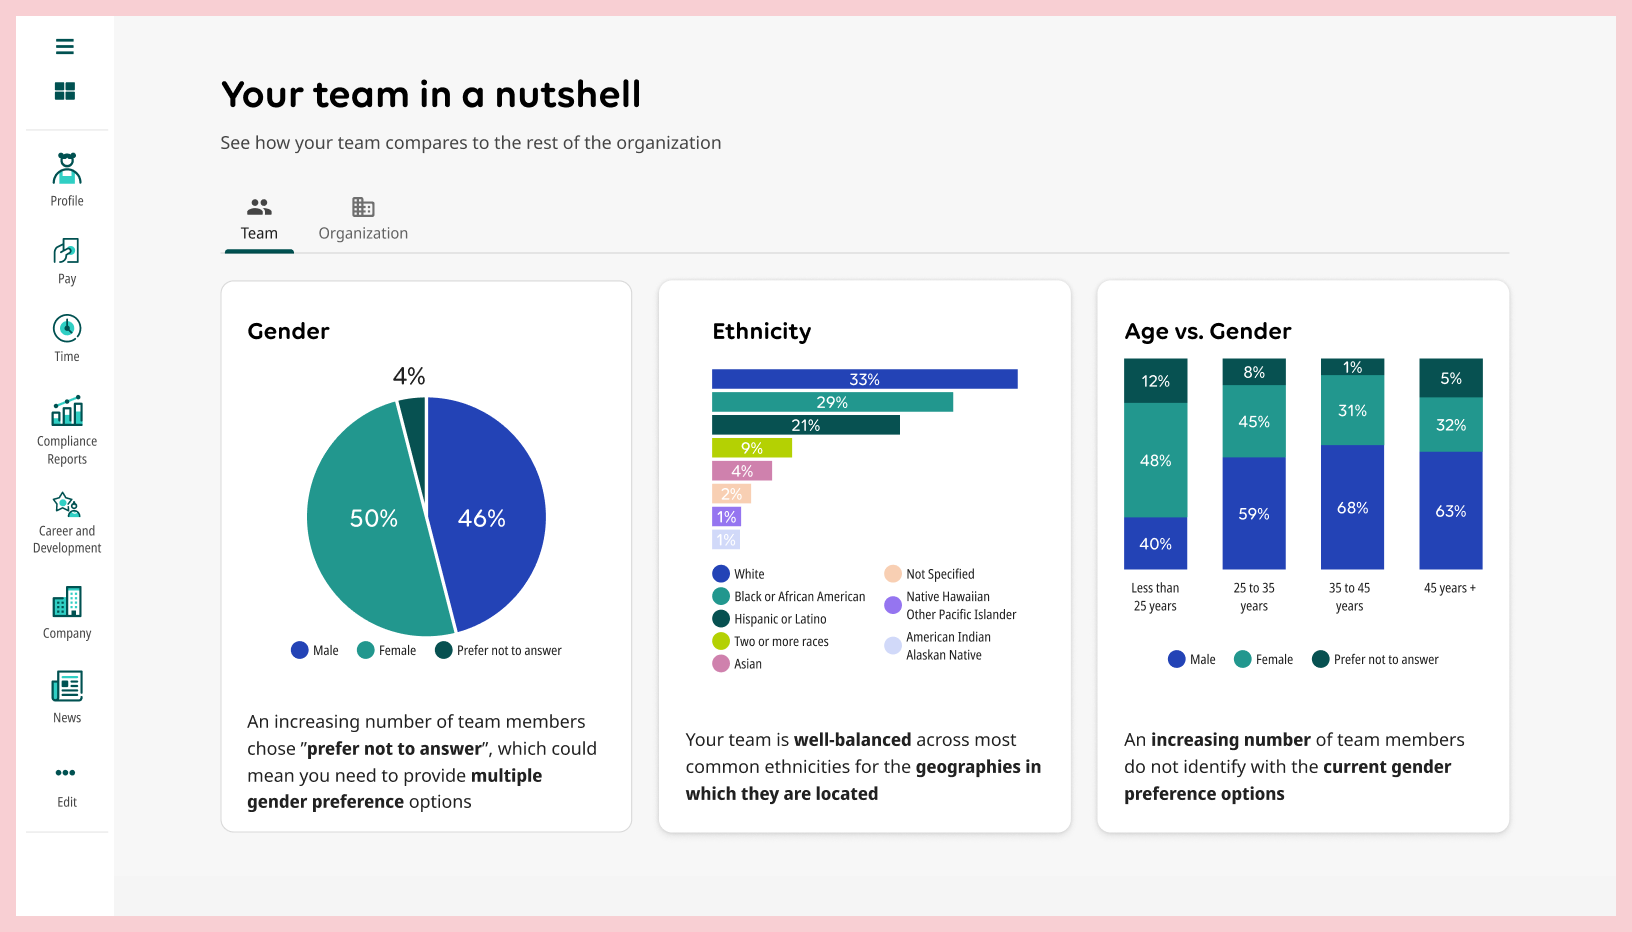 Your team in a nutshell
See how your team compares to the rest of the organization
Team
Organization
Profile
Pay
Time
Compliance
Reports
Career and
Development
Company
News
Edit
Gender
4%
50%
46%
Male
Female
Prefer not to answer
An increasing number of team members
chose ”prefer not to answer”, which could
mean you need to provide multiple
gender preference options
Ethnicity
33%
29%
21%
9%
4%
2%
1%
1%
White
Black or African American
Hispanic or Latino
Two or more races
Asian
Not Specified
Native Hawaiian
Other Pacific Islander
American Indian
Alaskan Native
Your team is well-balanced across most
common ethnicities for the geographies in
which they are located
Age vs. Gender
12%
48%
40%
Less than
25 years
8%
45%
59%
25 to 35
years
1%
31%
68%
35 to 45
years
5%
32%
63%
45 years +
Male
Female
Prefer not to answer
An increasing number of team members
do not identify with the current gender
preference options